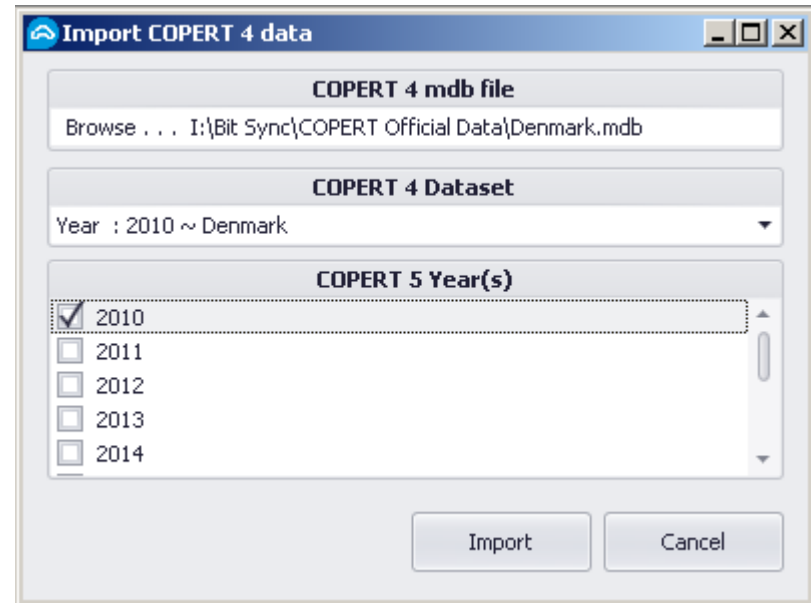 Import COPERT 4 data
COPERT 4 mdb file
Browse . . . I:\Bit Sync\COPERT Official Data\Denmark.mdb
COPERT 4 Dataset
Year : 2010 ~ Denmark
COPERT 5 Year(s)
2010
2011
2012
2013
2014
Import Cancel